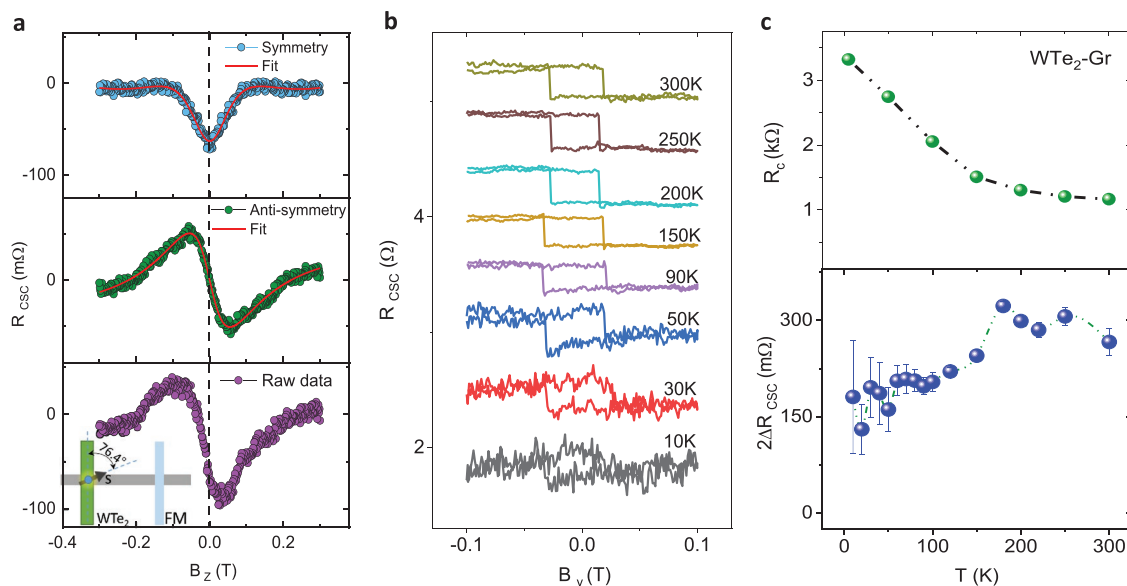 a
Symmetry
Fit
0
-100
Anti-symmetry
Fit
0
Raw data
0
-100
76.4°
s
WTe₂
FM
-0.4
-0.2
0.0
0.2
R CSC (mΩ)
B Z (T)
b
300K
250K
200K
150K
90K
50K
30K
10K
4
2
R CSC (Ω)
-0.1
0.0
0.1
B y (T)
c
WTe₂-Gr
3
2
1
R c (kΩ)
300
150
0
2ΔR CSC (mΩ)
0
50
100
150
200
250
300
T (K)